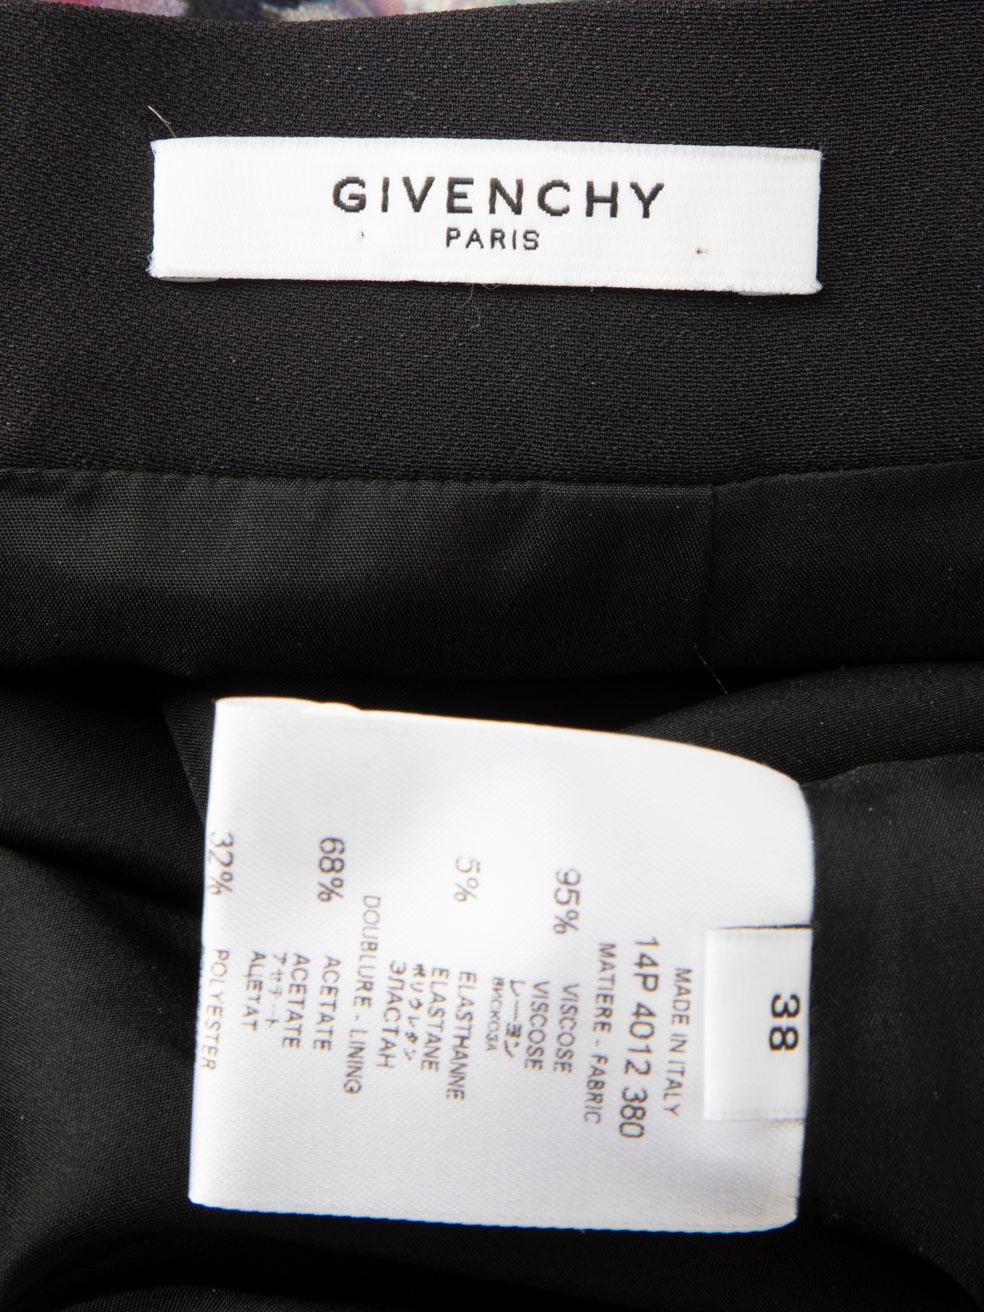 GIVENCHY
PARIS
38
MADE IN ITALY
14P 4012 380
MATIERE - FABRIC
95% VISCOSE
VISCOSE
レーヨン
ВИСКОЗА
5% ELASTHANNE
ELASTANE
ポリウレタン
ЭЛАСТАН
DOUBLURE - LINING
68% ACETATE
ACETATE
アセテート
АЦЕТАТ
32% POLYESTER